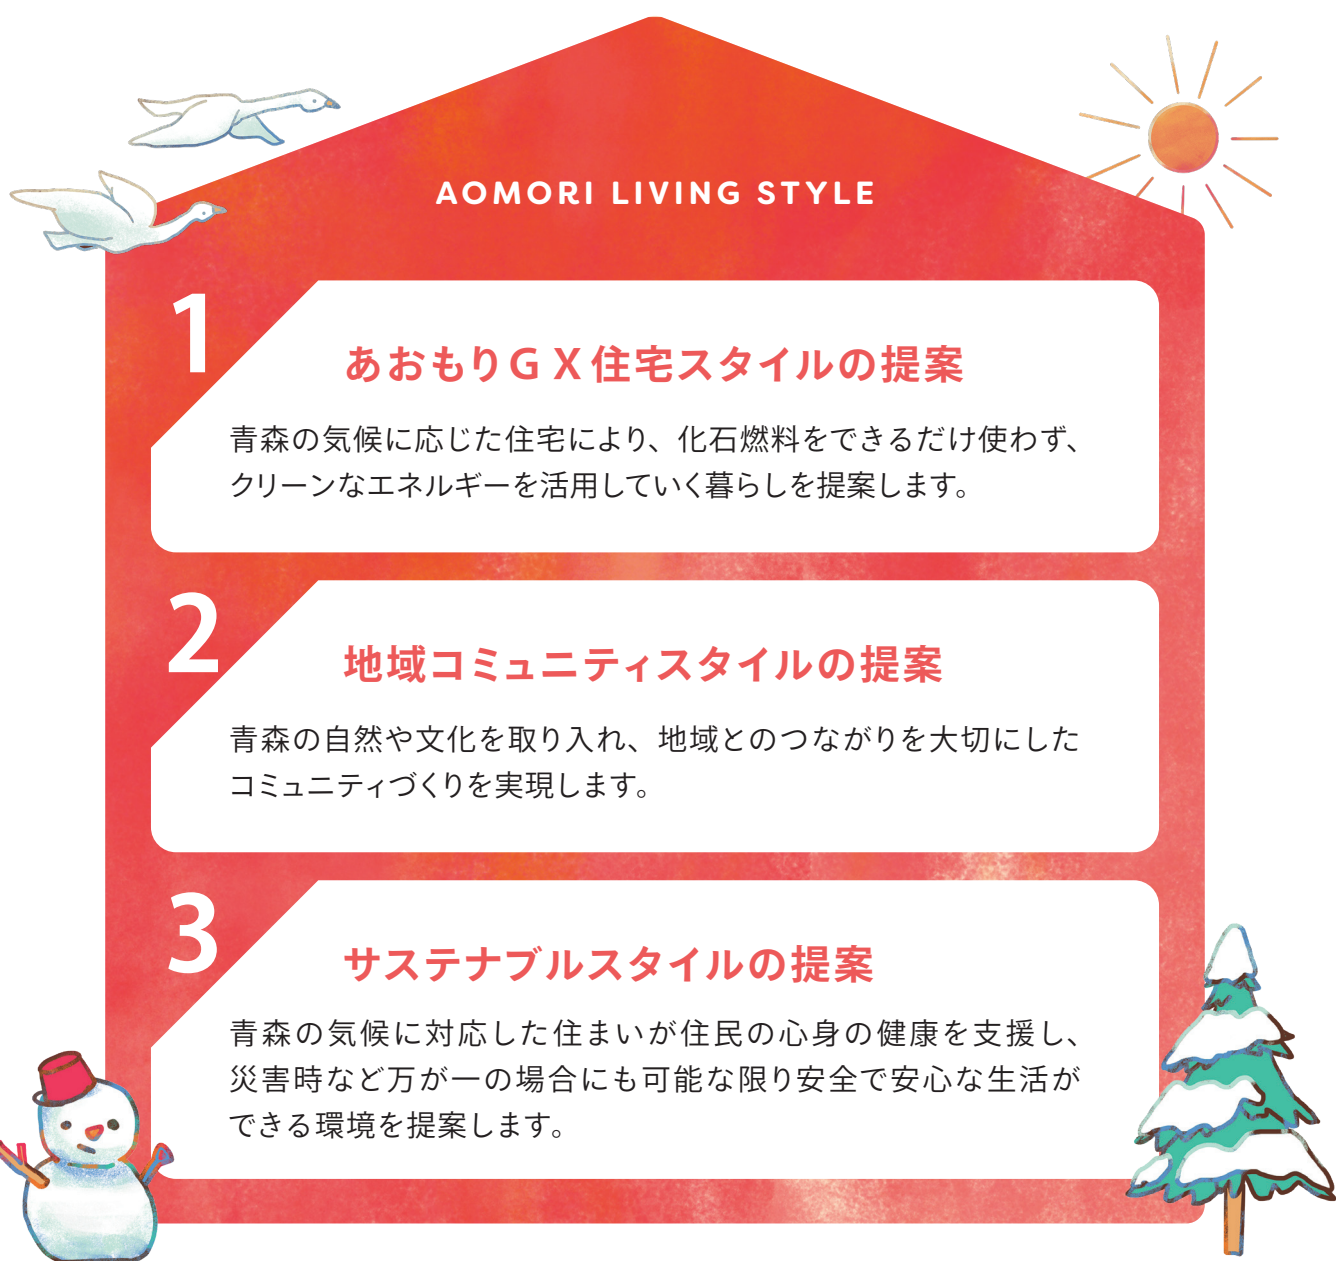 AOMORI LIVING STYLE
1
あおもりGX住宅スタイルの提案
青森の気候に応じた住宅により、化石燃料をできるだけ使わず、
クリーンなエネルギーを活用していく暮らしを提案します。
2
地域コミュニティスタイルの提案
青森の自然や文化を取り入れ、地域とのつながりを大切にした
コミュニティづくりを実現します。
3
サステナブルスタイルの提案
青森の気候に対応した住まいが住民の心身の健康を支援し、
災害時など万が一の場合にも可能な限り安全で安心な生活が
できる環境を提案します。